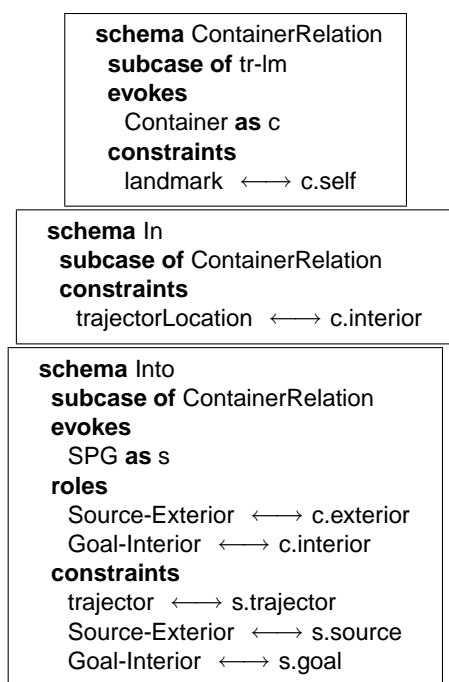 schema ContainerRelation
subcase of tr-lm
evokes
Container as c
constraints
landmark ⟷ c.self
schema In
subcase of ContainerRelation
constraints
trajectorLocation ⟷ c.interior
schema Into
subcase of ContainerRelation
evokes
SPG as s
roles
Source-Exterior ⟷ c.exterior
Goal-Interior ⟷ c.interior
constraints
trajector ⟷ s.trajector
Source-Exterior ⟷ s.source
Goal-Interior ⟷ s.goal